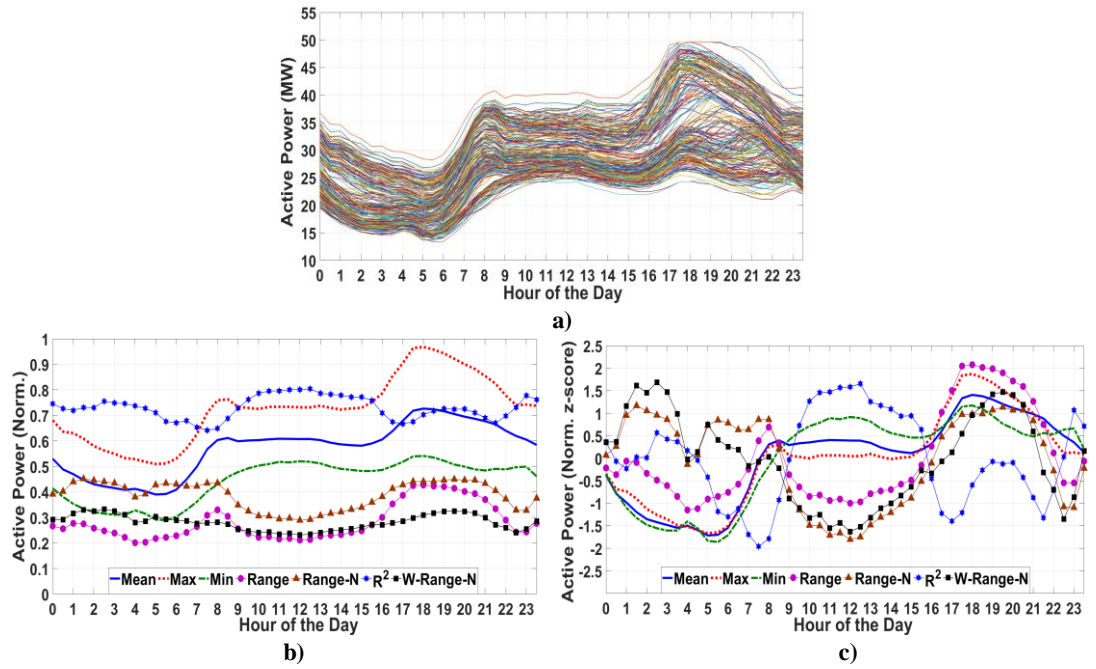 55
50
45
40
35
30
25
20
15
10
Active Power (MW)
0 1 2 3 4 5 6 7 8 9 10 11 12 13 14 15 16 17 18 19 20 21 22 23
Hour of the Day
a)
1
0.9
0.8
0.7
0.6
0.5
0.4
0.3
0.2
0.1
0
Active Power (Norm.)
Mean Max Min Range Range-N R² W-Range-N
0 1 2 3 4 5 6 7 8 9 10 11 12 13 14 15 16 17 18 19 20 21 22 23
Hour of the Day
b)
2.5
2
1.5
1
0.5
0
-0.5
-1
-1.5
-2
-2.5
Active Power (Norm. z-score)
Mean Max Min Range Range-N R² W-Range-N
0 1 2 3 4 5 6 7 8 9 10 11 12 13 14 15 16 17 18 19 20 21 22 23
Hour of the Day
c)